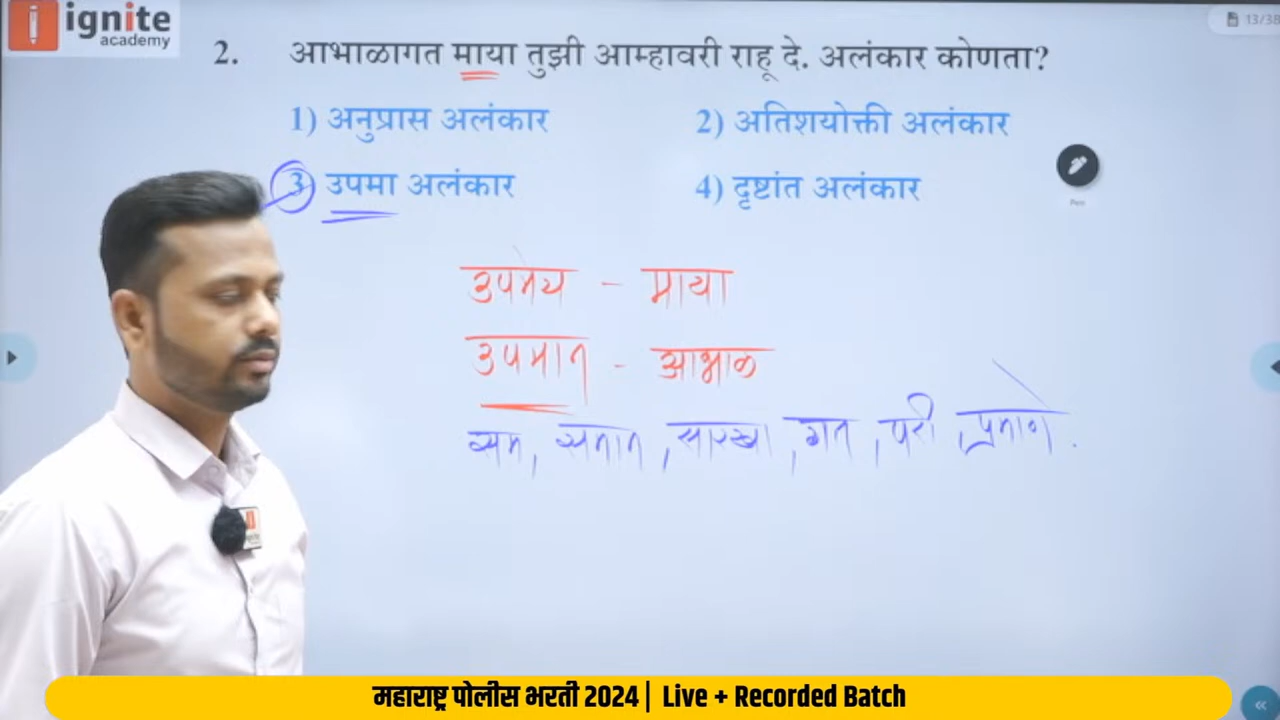 ignite
academy
13/38
2. आभाळागत माया तुझी आम्हावरी राहू दे. अलंकार कोणता?
1) अनुप्रास अलंकार 2) अतिशयोक्ती अलंकार
3) उपमा अलंकार 4) दृष्टांत अलंकार
Pen
उपमेय - माया
उपमान - आभाळ
सम, समान, सारखा, गत, परी, प्रमाणे.
महाराष्ट्र पोलीस भरती 2024 | Live + Recorded Batch